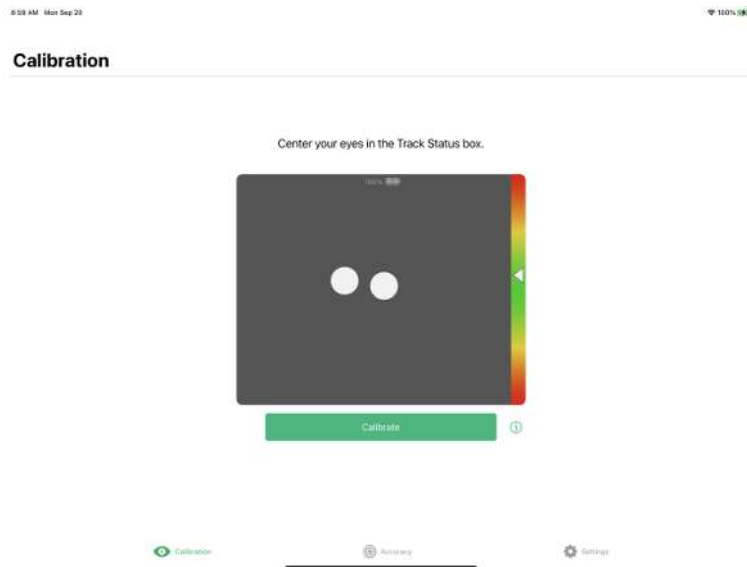 8:59 AM Mon Sep 20
100%
Calibration
Center your eyes in the Track Status box.
100%
Calibrate
Calibration
Accuracy
Settings